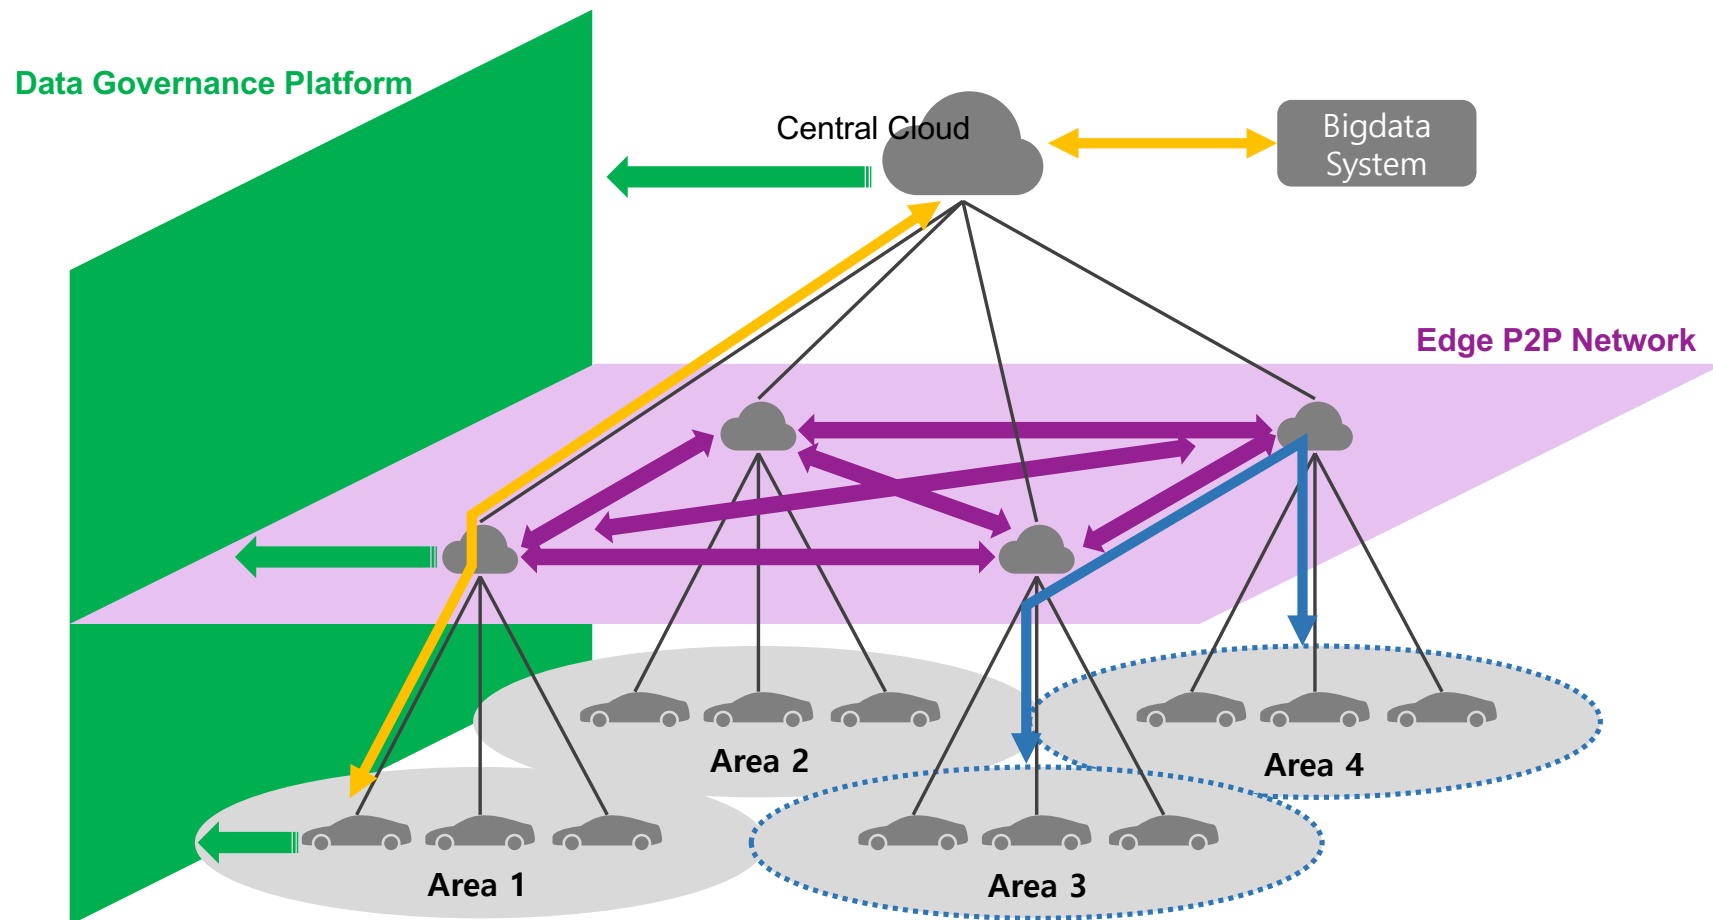 Data Governance Platform
Central Cloud
Bigdata
System
Edge P2P Network
Area 2
Area 4
Area 1
Area 3